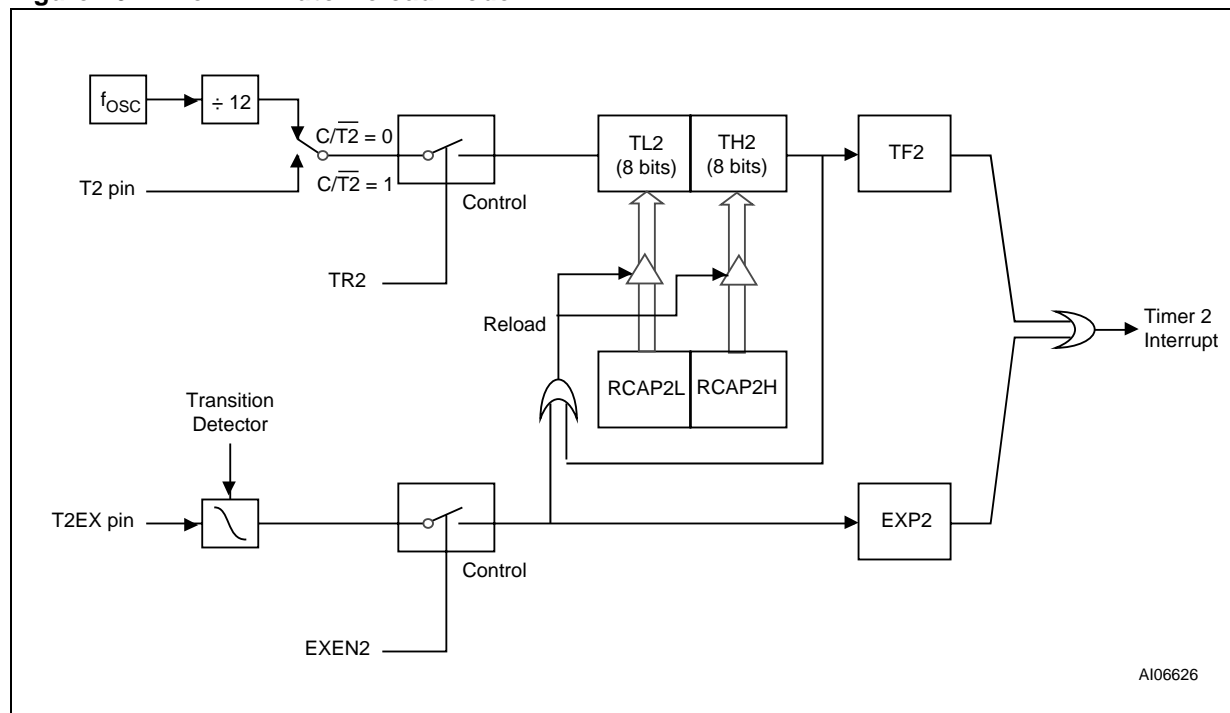 fOSC
÷ 12
C/T2 = 0
C/T2 = 1
T2 pin
Control
TR2
TL2
(8 bits)
TH2
(8 bits)
TF2
Reload
RCAP2L
RCAP2H
Timer 2
Interrupt
Transition
Detector
T2EX pin
Control
EXEN2
EXP2
AI06626